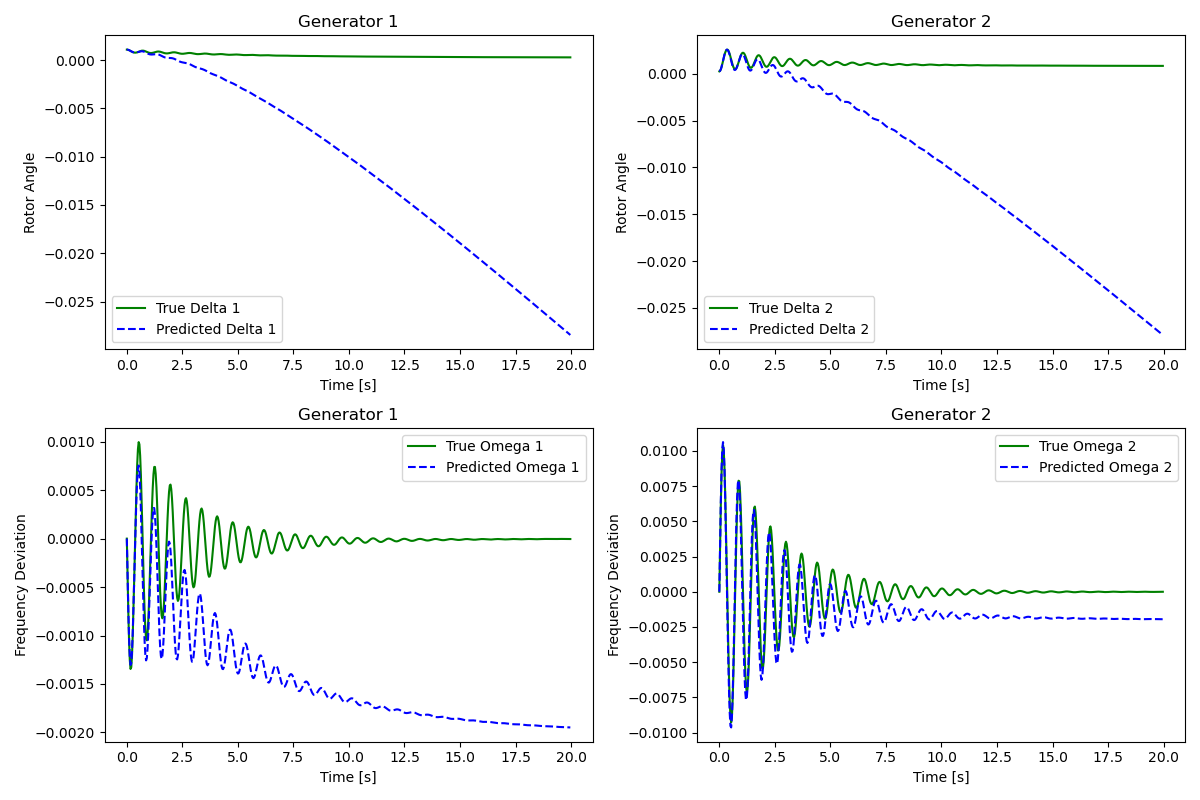 Generator 1
Rotor Angle
0.000
−0.005
−0.010
−0.015
−0.020
−0.025
True Delta 1
Predicted Delta 1
0.0 2.5 5.0 7.5 10.0 12.5 15.0 17.5 20.0
Time [s]
Generator 2
Rotor Angle
0.000
−0.005
−0.010
−0.015
−0.020
−0.025
True Delta 2
Predicted Delta 2
0.0 2.5 5.0 7.5 10.0 12.5 15.0 17.5 20.0
Time [s]
Generator 1
Frequency Deviation
0.0010
0.0005
0.0000
−0.0005
−0.0010
−0.0015
−0.0020
True Omega 1
Predicted Omega 1
0.0 2.5 5.0 7.5 10.0 12.5 15.0 17.5 20.0
Time [s]
Generator 2
Frequency Deviation
0.0100
0.0075
0.0050
0.0025
0.0000
−0.0025
−0.0050
−0.0075
−0.0100
True Omega 2
Predicted Omega 2
0.0 2.5 5.0 7.5 10.0 12.5 15.0 17.5 20.0
Time [s]